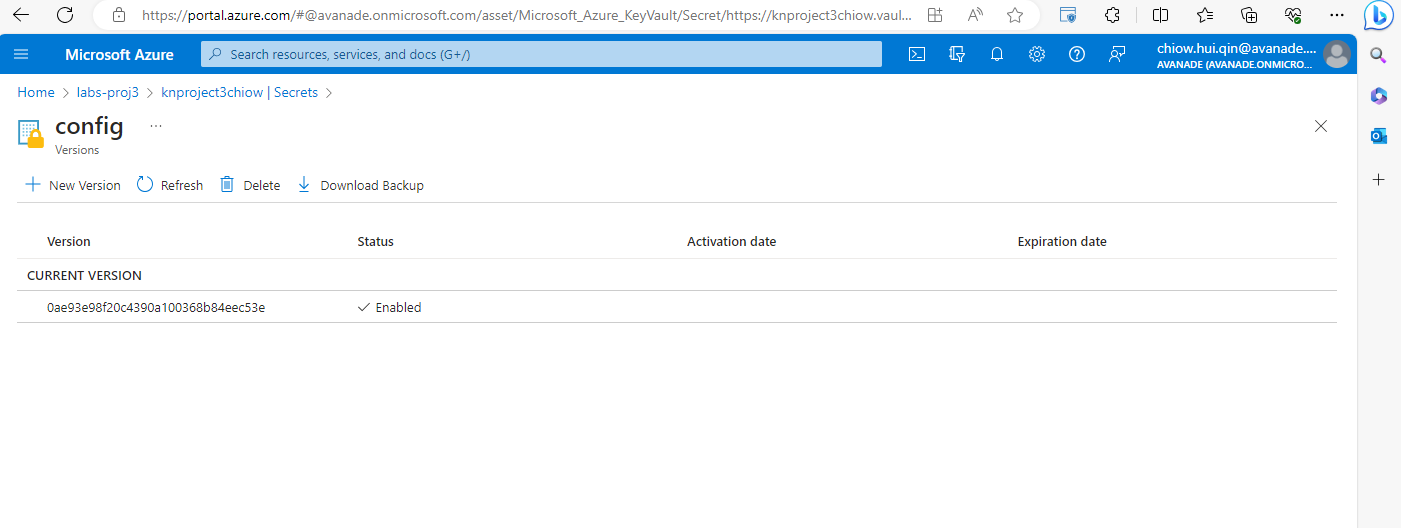 https://portal.azure.com/#@avanade.onmicrosoft.com/asset/Microsoft_Azure_KeyVault/Secret/https://knproject3chiow.vaul...
Microsoft Azure
Search resources, services, and docs (G+/)
chiow.hui.qin@avanade....
AVANADE (AVANADE.ONMICRO...
Home > labs-proj3 > knproject3chiow | Secrets >
config ...
Versions
New Version Refresh Delete Download Backup
Version Status Activation date Expiration date
CURRENT VERSION
0ae93e98f20c4390a100368b84eec53e Enabled